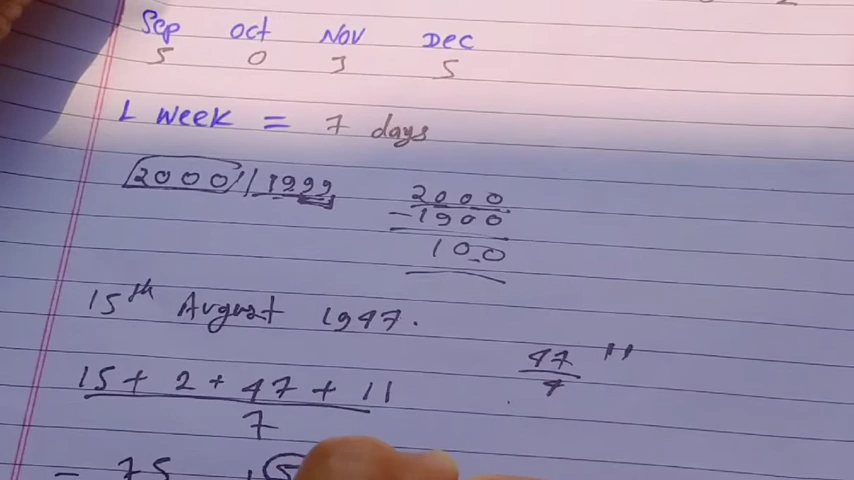 Sep Oct Nov Dec
5 0 3 5
1 week = 7 days
2000 // 1999
2000
-1900
100
15th August 1947.
47 11
4
15 + 2 + 47 + 11
7
= 75